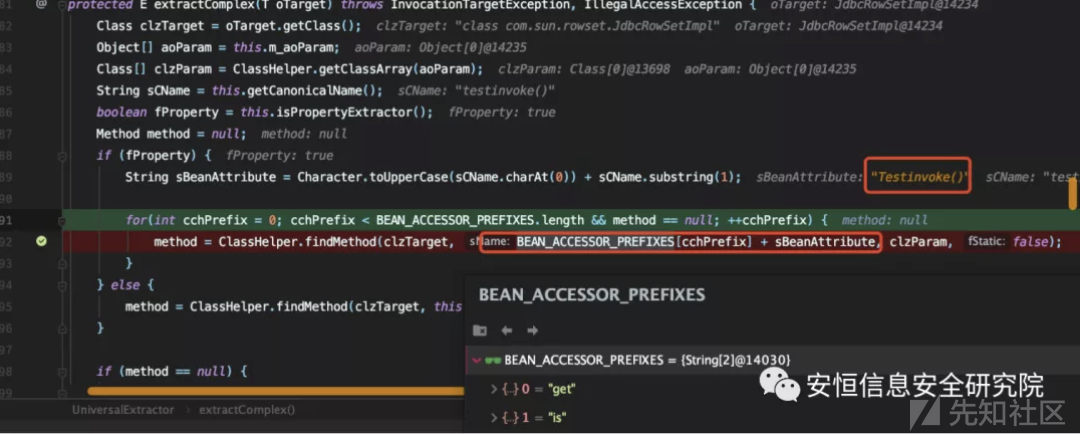 81 @ protected E extractComplex(T oTarget) throws InvocationTargetException, IllegalAccessException { oTarget: JdbcRowSetImpl@14234
82 Class clzTarget = oTarget.getClass(); clzTarget: "class com.sun.rowset.JdbcRowSetImpl" oTarget: JdbcRowSetImpl@14234
83 Object[] aoParam = this.m_aoParam; aoParam: Object[0]@14235
84 Class[] clzParam = ClassHelper.getClassArray(aoParam); clzParam: Class[0]@13698 aoParam: Object[0]@14235
85 String sCName = this.getCanonicalName(); sCName: "testinvoke()"
86 boolean fProperty = this.isPropertyExtractor(); fProperty: true
87 Method method = null; method: null
88 if (fProperty) { fProperty: true
89 String sBeanAttribute = Character.toUpperCase(sCName.charAt(0)) + sCName.substring(1); sBeanAttribute: "Testinvoke()" sCName: "tes
91 for(int cchPrefix = 0; cchPrefix < BEAN_ACCESSOR_PREFIXES.length && method == null; ++cchPrefix) { method: null
92 method = ClassHelper.findMethod(clzTarget, sName: BEAN_ACCESSOR_PREFIXES[cchPrefix] + sBeanAttribute, clzParam, fStatic: false);
93 }
94 } else {
95 method = ClassHelper.findMethod(clzTarget, this
96 }
98 if (method == null) {
99
BEAN_ACCESSOR_PREFIXES
BEAN_ACCESSOR_PREFIXES = {String[2]@14030}
{...} 0 = "get"
{...} 1 = "is"
UniversalExtractor > extractComplex()
安恒信息安全研究院
先知社区